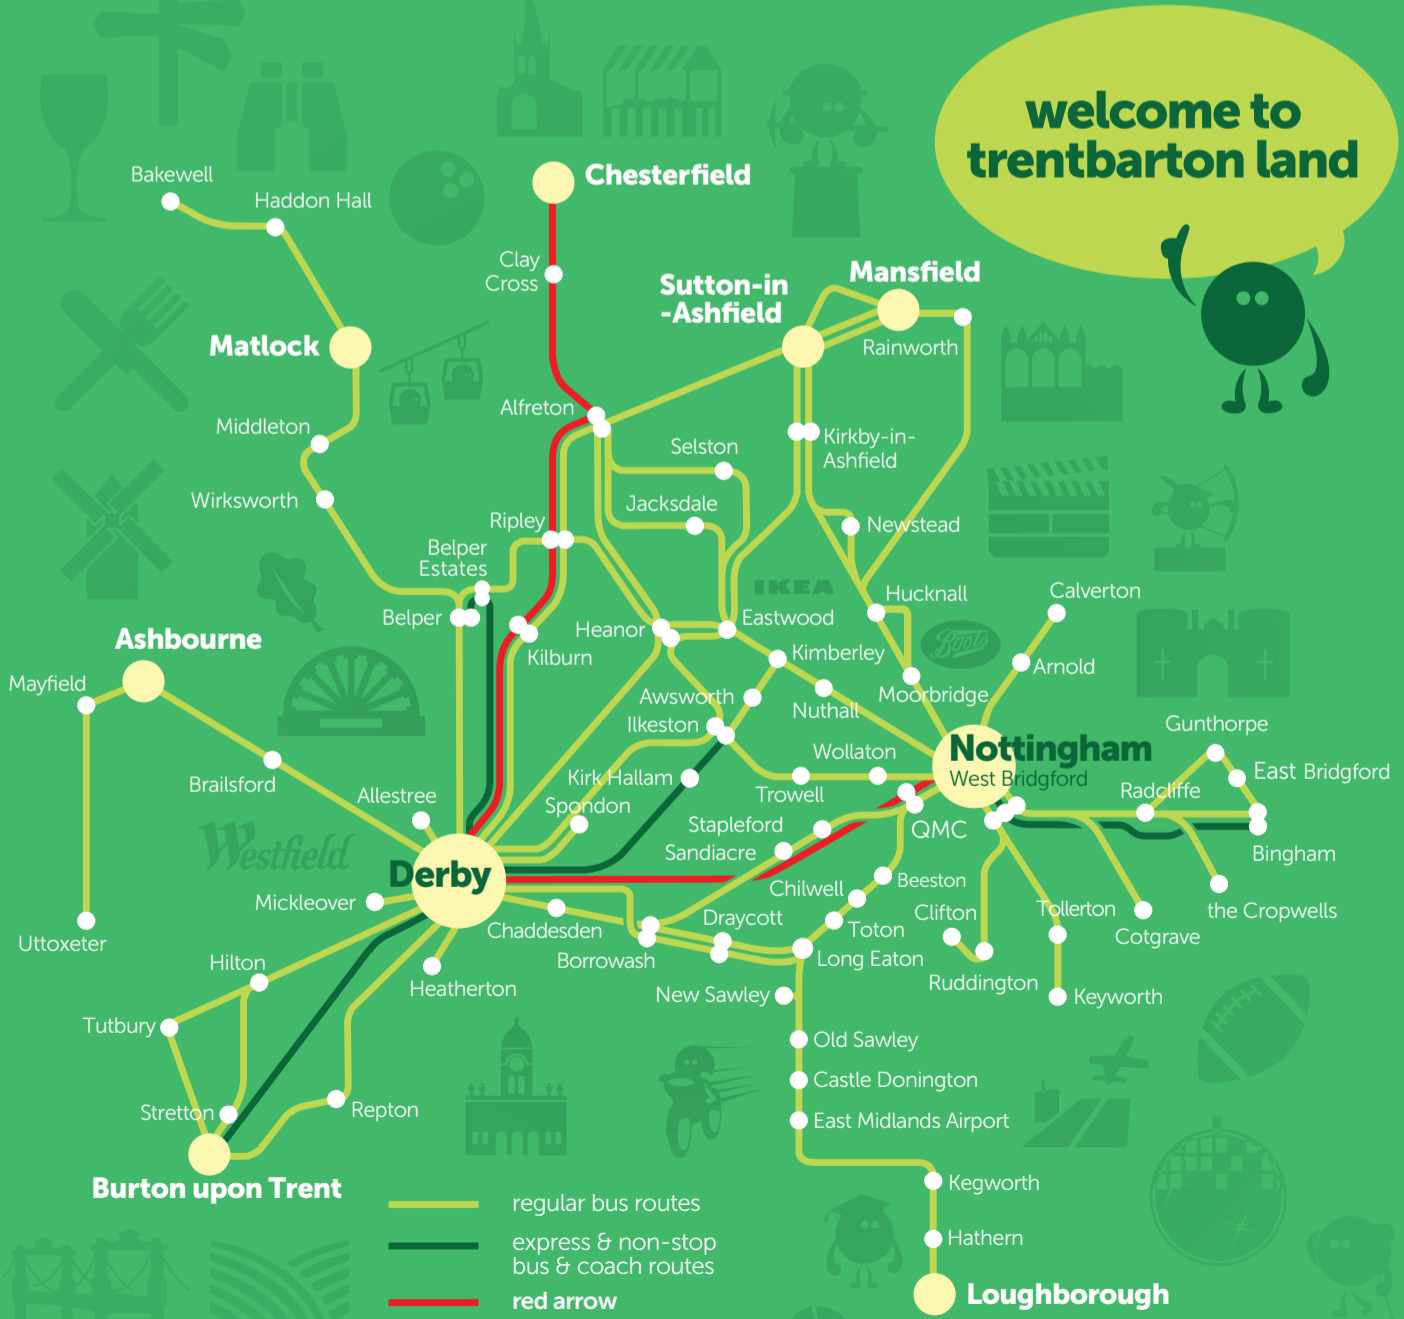 welcome to
trentbarton land
Bakewell
Haddon Hall
Chesterfield
Clay
Cross
Sutton-in
-Ashfield
Mansfield
Rainworth
Matlock
Alfreton
Middleton
Selston
Kirkby-in-
Ashfield
Wirksworth
Jacksdale
Ripley
Newstead
Belper
Estates
IKEA
Hucknall
Calverton
Belper
Heanor
Eastwood
Boots
Ashbourne
Kilburn
Kimberley
Arnold
Mayfield
Awsworth
Nuthall
Moorbridge
Ilkeston
Gunthorpe
Nottingham
West Bridgford
Wollaton
Brailsford
Kirk Hallam
East Bridgford
Allestree
Spondon
Trowell
Radcliffe
Westfield
Stapleford
QMC
Sandiacre
Bingham
Derby
Mickleover
Chilwell
Beeston
Chaddesden
Draycott
Clifton
Tollerton
the Cropwells
Uttoxeter
Toton
Cotgrave
Borrowash
Long Eaton
Hilton
Heatherton
New Sawley
Ruddington
Keyworth
Tutbury
Old Sawley
Castle Donington
Stretton
Repton
East Midlands Airport
Burton upon Trent
Kegworth
regular bus routes
express & non-stop
bus & coach routes
Hathern
red arrow
Loughborough